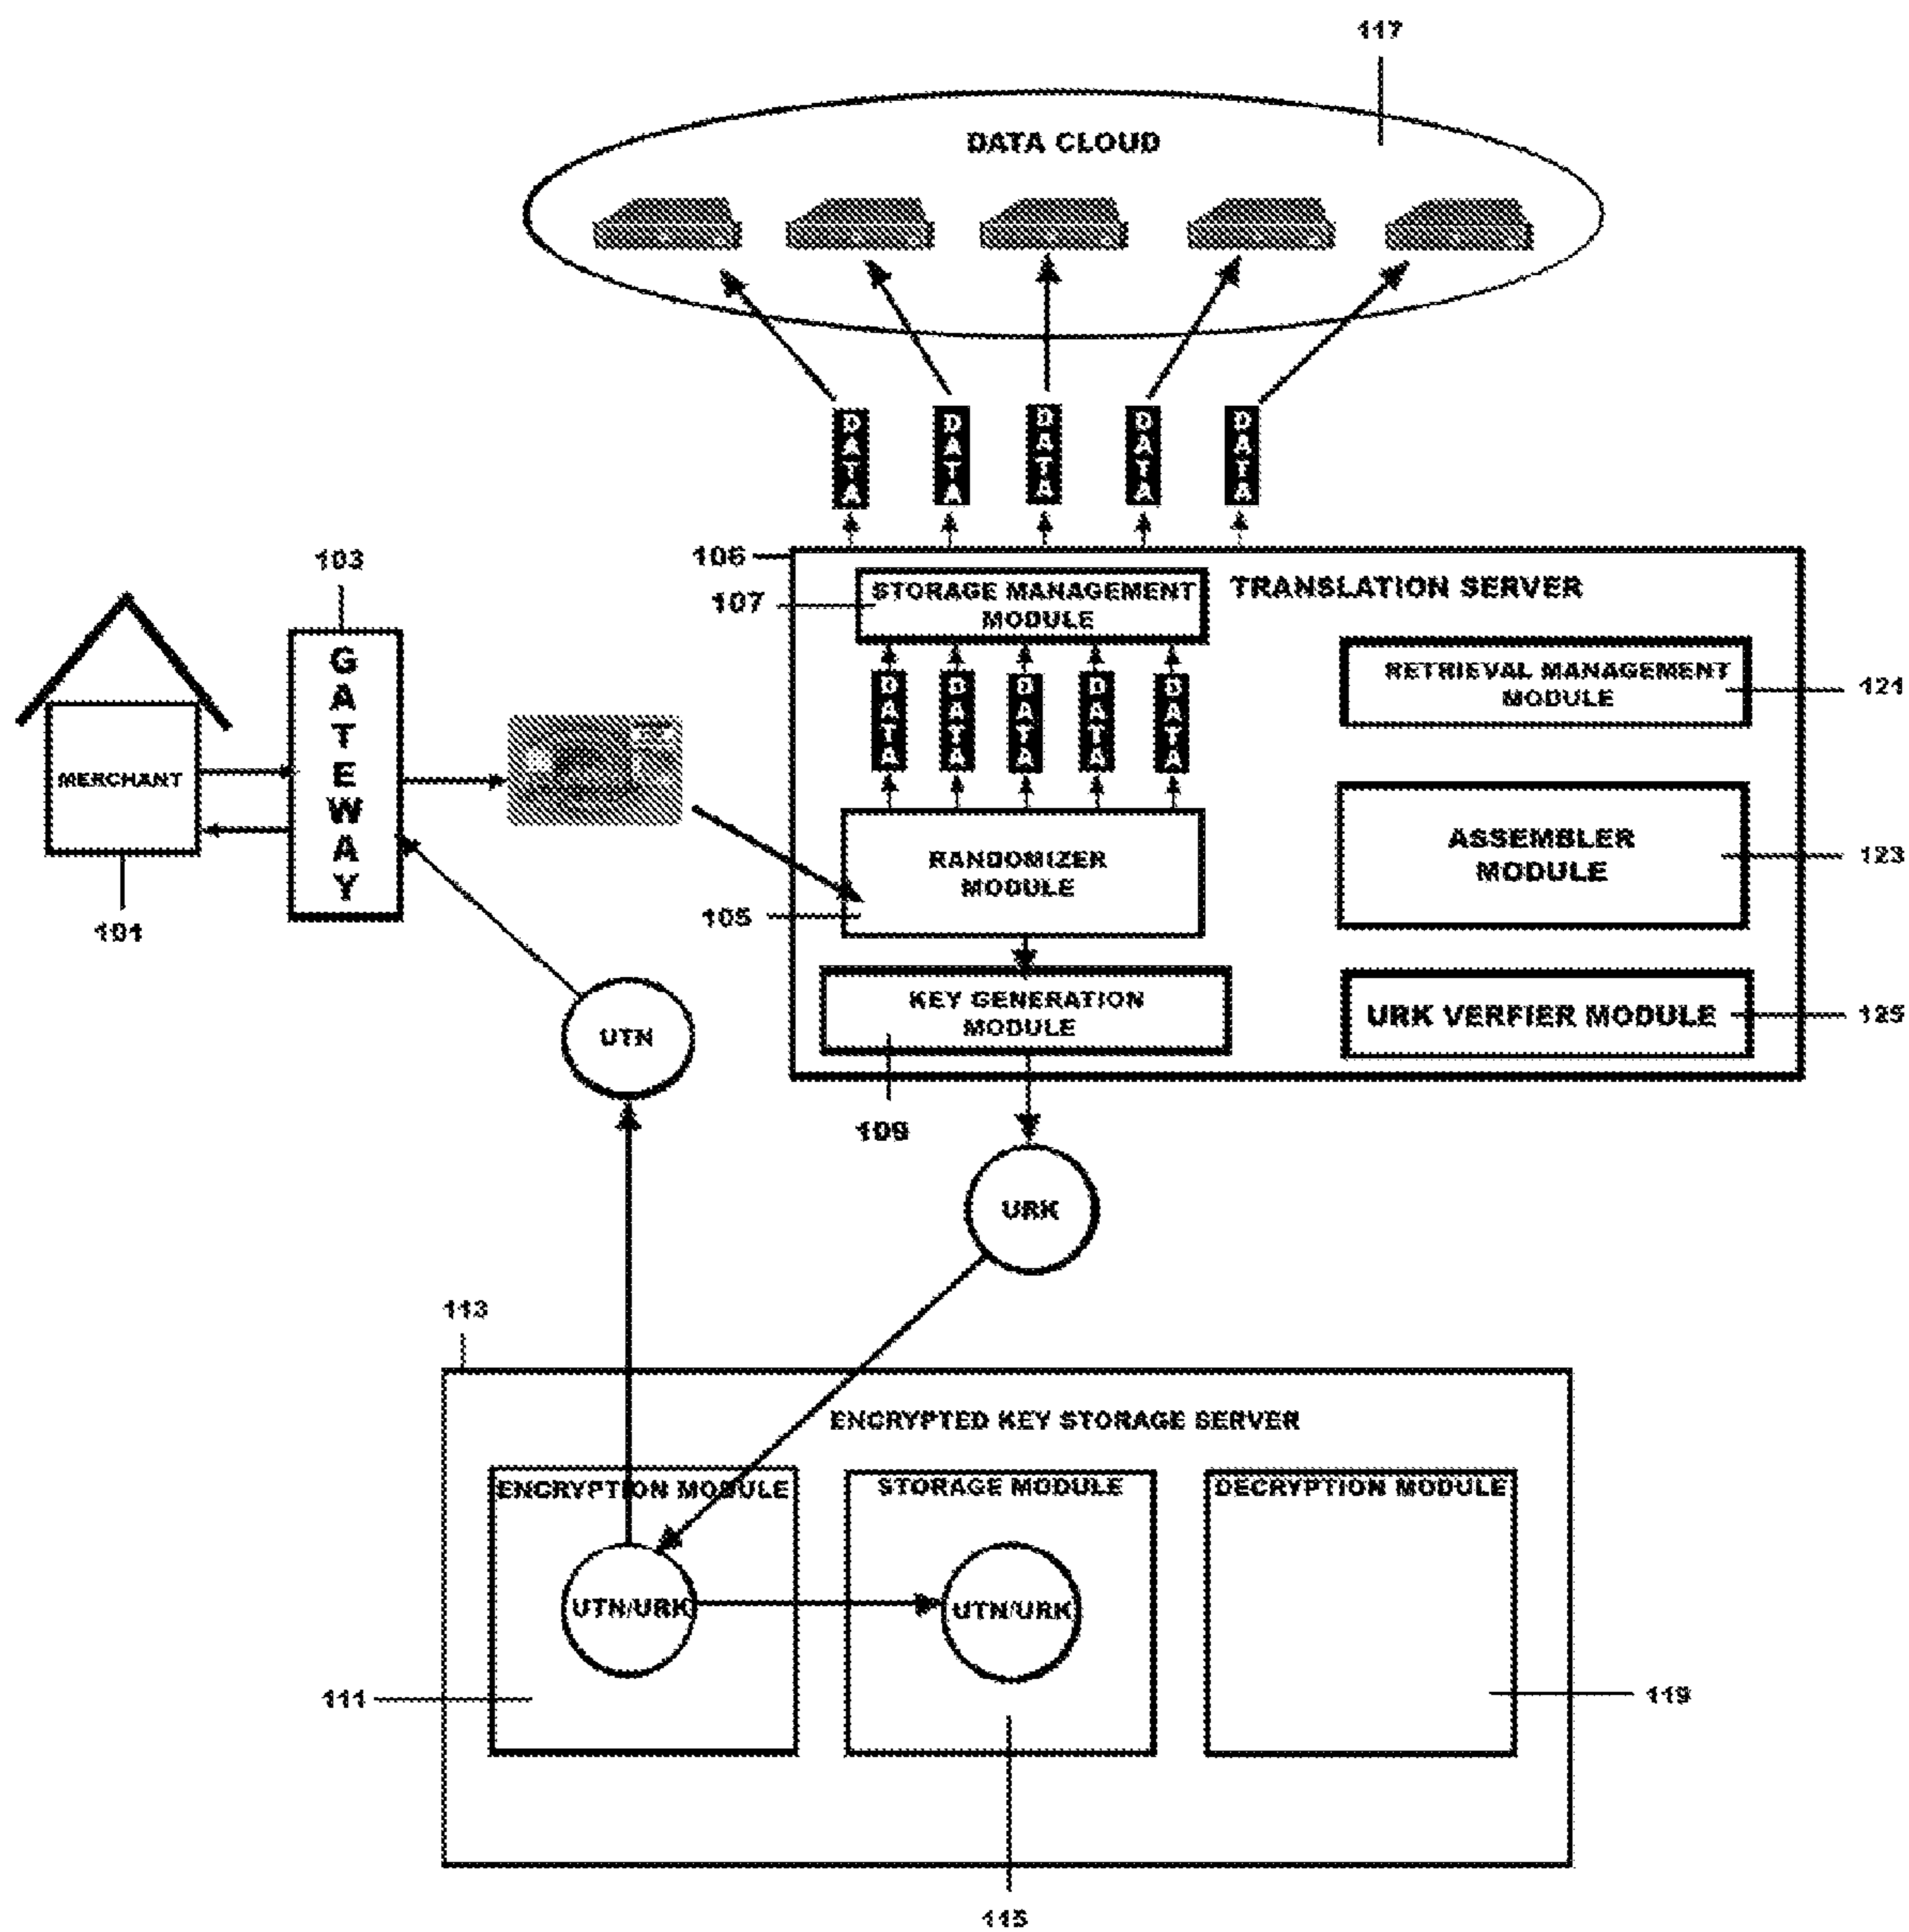 117
DATA CLOUD
DATA
DATA
DATA
DATA
DATA
106
TRANSLATION SERVER
107
STORAGE MANAGEMENT
MODULE
103
GATEWAY
RETRIEVAL MANAGEMENT
MODULE
121
DATA
DATA
DATA
DATA
DATA
MERCHANT
101
RANDOMIZER
MODULE
105
ASSEMBLER
MODULE
123
KEY GENERATION
MODULE
109
URK VERFIER MODULE
125
UTN
URK
113
ENCRYPTED KEY STORAGE SERVER
ENCRYPTION MODULE
STORAGE MODULE
DECRYPTION MODULE
UTN/URK
UTN/URK
111
119
115